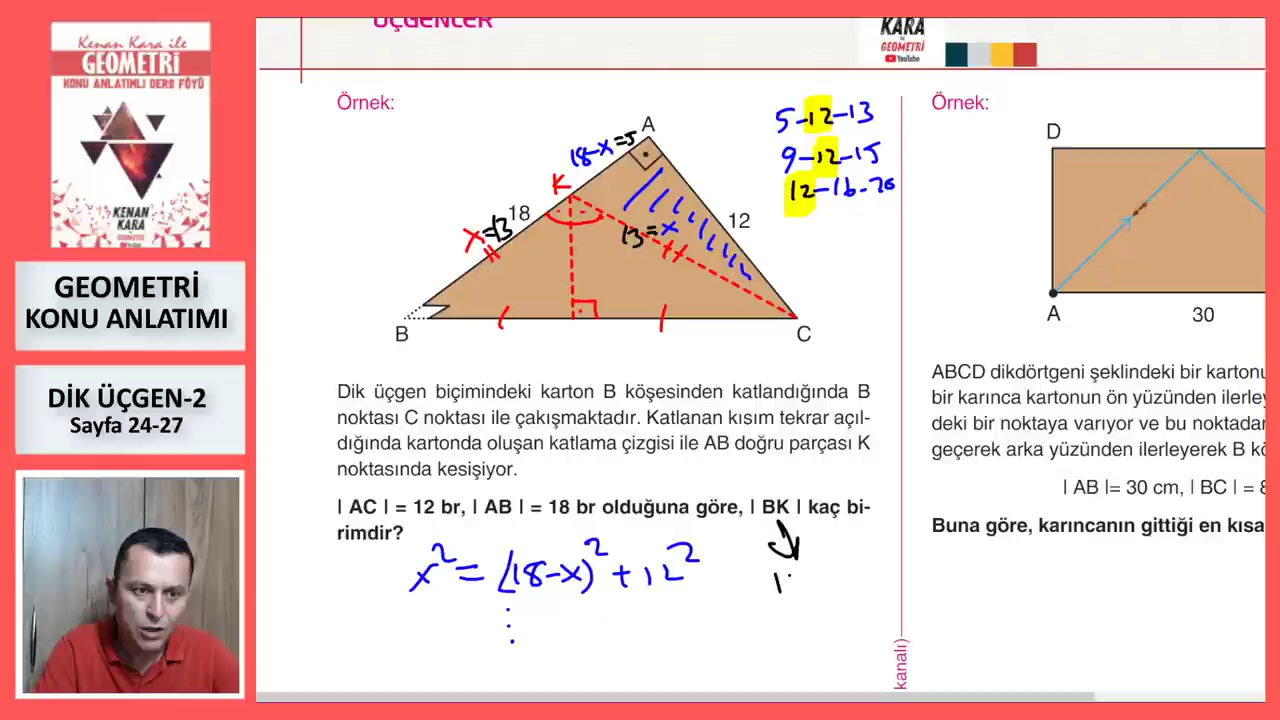 Kenan Kara ile
GEOMETRİ
KONU ANLATIMLI DERS FÖYÜ
KENAN
KARA
GEOMETRİ
KONU ANLATIMI
DİK ÜÇGEN-2
Sayfa 24-27
ÜÇGENLER
KARA
GEOMETRİ
YouTube
Örnek:
A
18-x=5
K
18
x=13
13=x
12
B
C
5-12-13
9-12-15
12-16-20
Dik üçgen biçimindeki karton B köşesinden katlandığında B
noktası C noktası ile çakışmaktadır. Katlanan kısım tekrar açıl-
dığında kartonda oluşan katlama çizgisi ile AB doğru parçası K
noktasında kesişiyor.
| AC | = 12 br, | AB | = 18 br olduğuna göre, | BK | kaç bi-
rimdir?
x² = (18-x)² + 12²
kanalı)
Örnek:
D
A
30
ABCD dikdörtgeni şeklindeki bir kartonu
bir karınca kartonun ön yüzünden ilerley
deki bir noktaya varıyor ve bu noktadan
geçerek arka yüzünden ilerleyerek B kö
| AB |= 30 cm, | BC | = 8
Buna göre, karıncanın gittiği en kısa